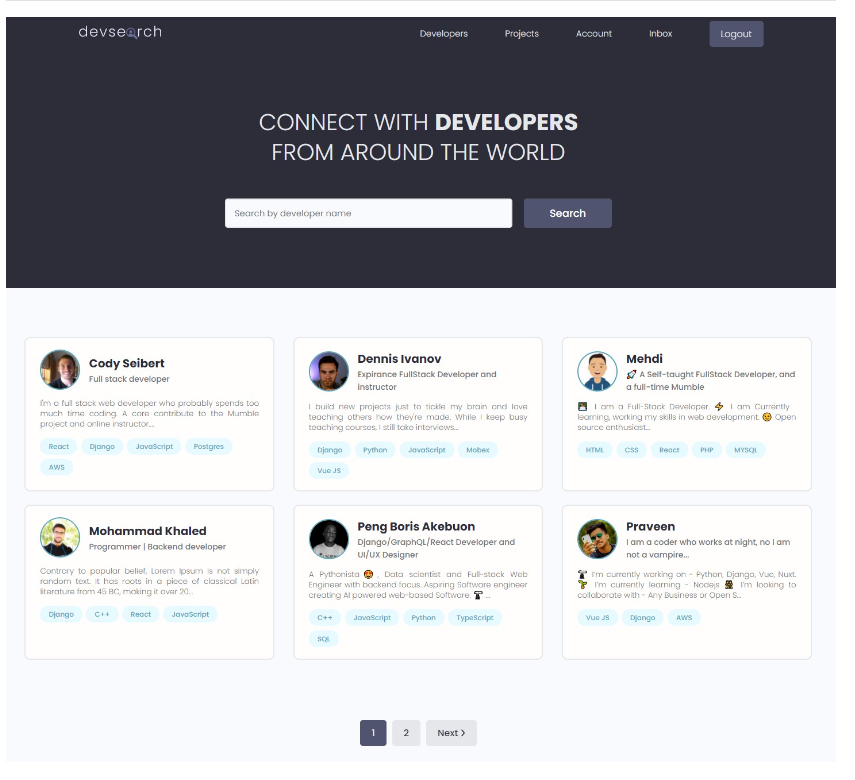 devsearch
Developers Projects Account Inbox Logout
CONNECT WITH DEVELOPERS
FROM AROUND THE WORLD
Search by developer name Search
Cody Seibert
Full stack developer
I'm a full stack web developer who probably spends too
much time coding. A core contribute to the Mumble
project and online instructor...
React Django JavaScript Postgres
AWS
Dennis Ivanov
Expirance FullStack Developer and
instructor
I build new projects just to tickle my brain and love
teaching others how they're made. While I keep busy
teaching courses, I still take interviews...
Django Python JavaScript Mobex
Vue JS
Mehdi
🚀 A Self-taught FullStack Developer, and
a full-time Mumble
I am a Full-Stack Developer. ⚡ I am Currently
learning, working my skills in web development. Open
source enthusiast...
HTML CSS React PHP MYSQL
Mohammad Khaled
Programmer | Backend developer
Contrary to popular belief, Lorem Ipsum is not simply
random text. It has roots in a piece of classical Latin
literature from 45 BC, making it over 20...
Django C++ React JavaScript
Peng Boris Akebuon
Django/GraphQL/React Developer and
UI/UX Designer
A Pythonista , Data scientist and Full-stack Web
Engineer with backend focus. Aspiring Software engineer
creating AI powered web-based Software. ...
C++ JavaScript Python TypeScript
SQL
Praveen
I am a coder who works at night, no I am
not a vampire...
I'm currently working on - Python, Django, Vue, Nuxt.
I'm currently learning - Nodejs I'm looking to
collaborate with - Any Business or Open S...
Vue JS Django AWS
1 2 Next >